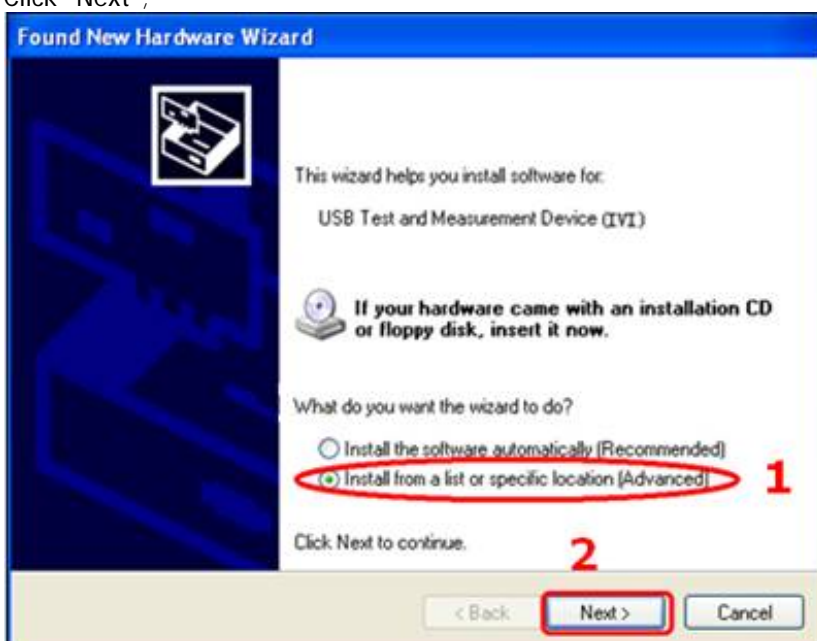 Click "Next",
Found New Hardware Wizard
This wizard helps you install software for:
USB Test and Measurement Device (IVI)
If your hardware came with an installation CD
or floppy disk, insert it now.
What do you want the wizard to do?
Install the software automatically (Recommended)
Install from a list or specific location (Advanced)
1
Click Next to continue.
2
< Back
Next >
Cancel